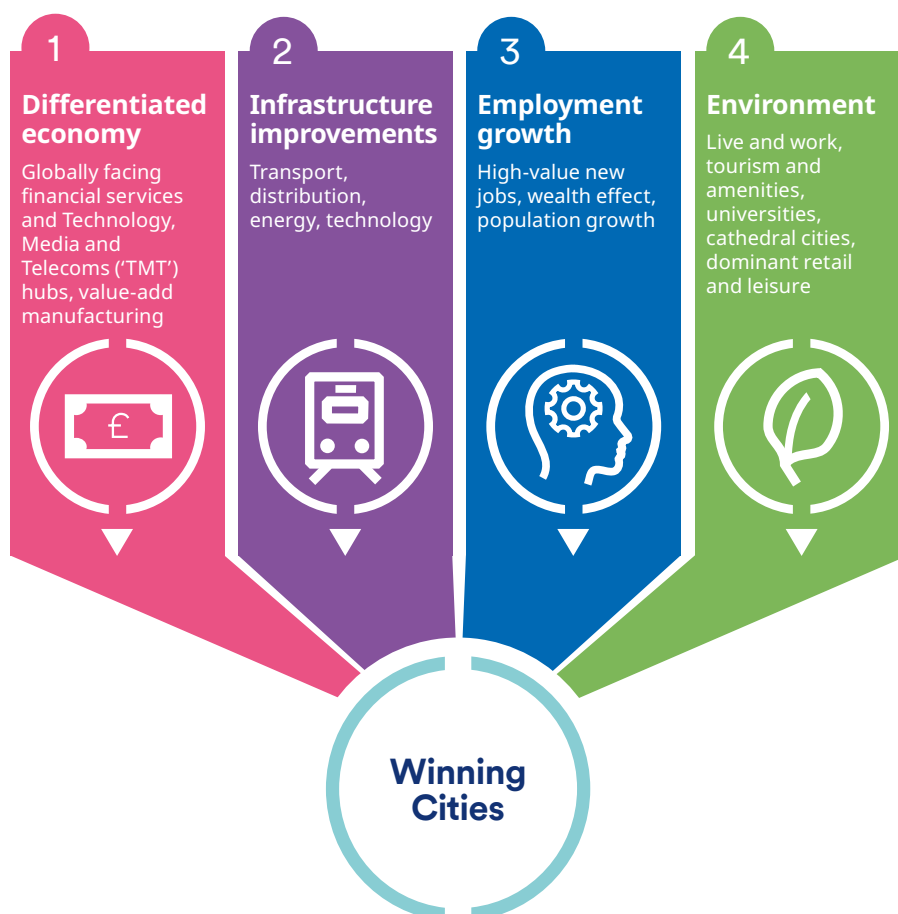 1
Differentiated
economy
Globally facing
financial services
and Technology,
Media and
Telecoms (‘TMT’)
hubs, value-add
manufacturing
£
2
Infrastructure
improvements
Transport,
distribution,
energy, technology
3
Employment
growth
High-value new
jobs, wealth effect,
population growth
4
Environment
Live and work,
tourism and
amenities,
universities,
cathedral cities,
dominant retail
and leisure
Winning
Cities